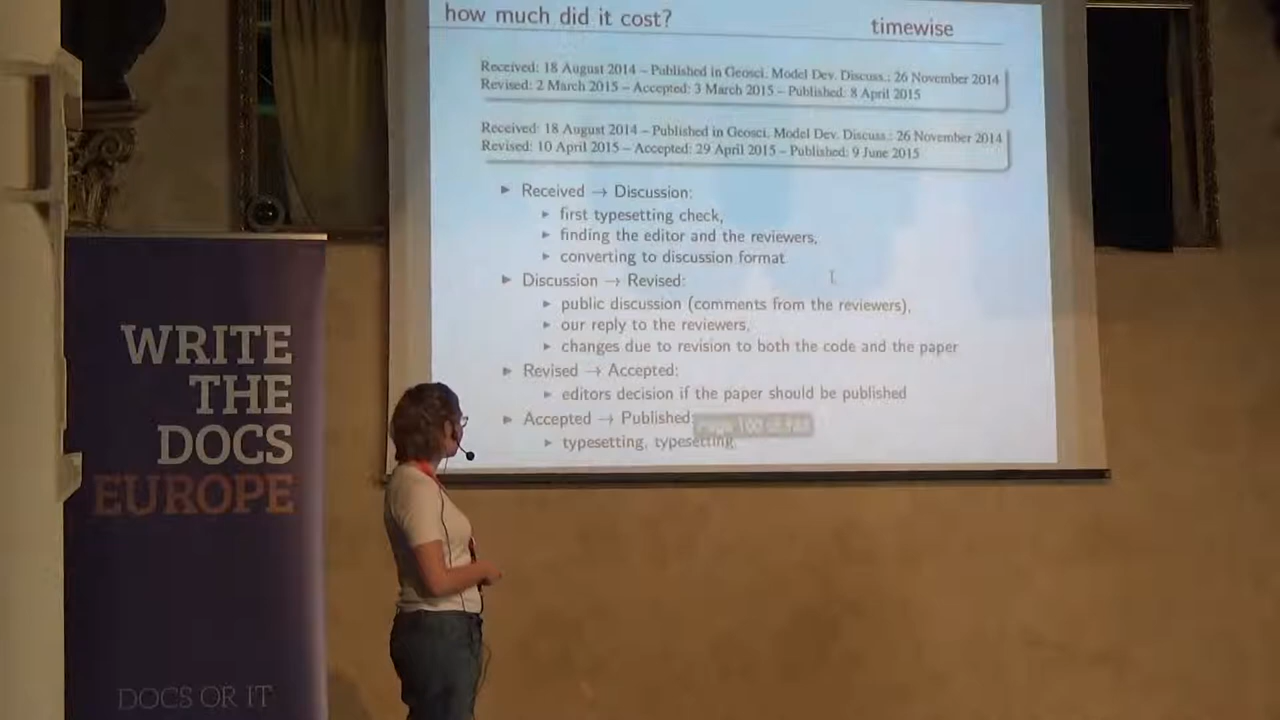 how much did it cost?
timewise
Received: 18 August 2014 – Published in Geosci. Model Dev. Discuss.: 26 November 2014
Revised: 2 March 2015 – Accepted: 3 March 2015 – Published: 8 April 2015
Received: 18 August 2014 – Published in Geosci. Model Dev. Discuss.: 26 November 2014
Revised: 10 April 2015 – Accepted: 29 April 2015 – Published: 9 June 2015
Received → Discussion:
first typesetting check,
finding the editor and the reviewers,
converting to discussion format
Discussion → Revised:
public discussion (comments from the reviewers),
our reply to the reviewers,
changes due to revision to both the code and the paper
Revised → Accepted:
editors decision if the paper should be published
Accepted → Published:
Page 100 of
typesetting, typesetting
WRITE
THE
DOCS
EUROPE
DOCS OR IT